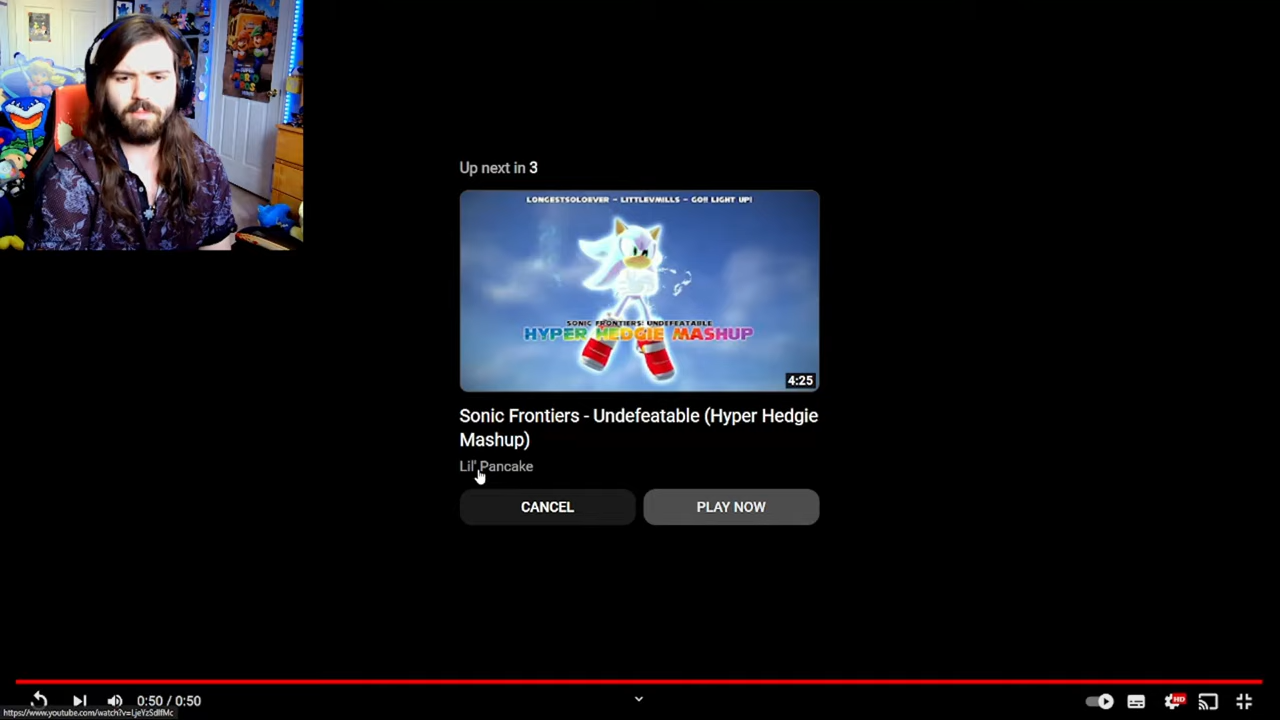 Up next in 3
LONGESTSOLOEVER - LITTLEVMILLS - GO!! LIGHT UP!
SONIC FRONTIERS: UNDEFEATABLE
HYPER HEDGIE MASHUP
4:25
Sonic Frontiers - Undefeatable (Hyper Hedgie
Mashup)
Lil' Pancake
CANCEL
PLAY NOW
0:50 / 0:50
HD